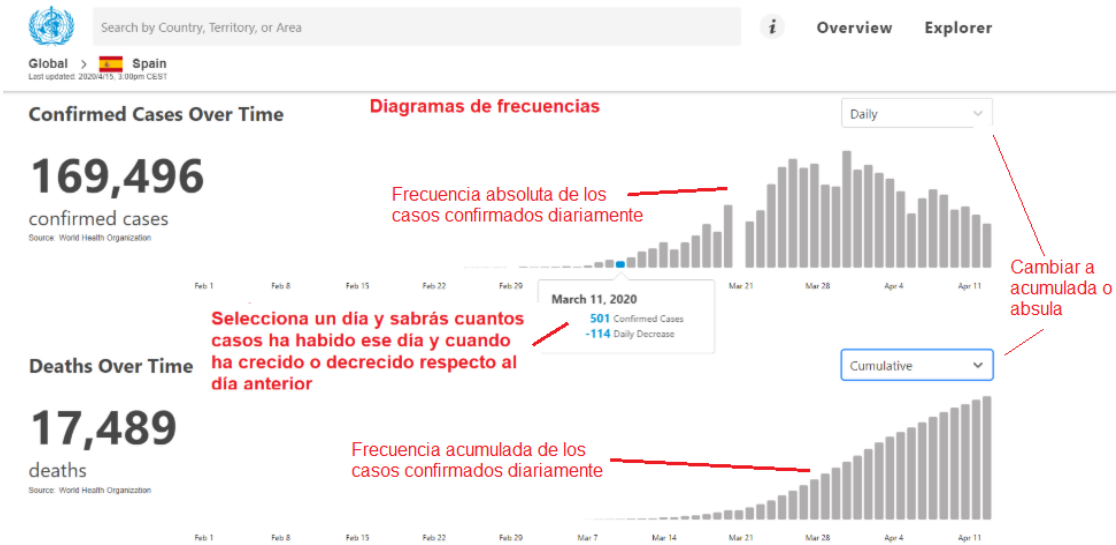 Search by Country, Territory, or Area
i
Overview
Explorer
Global > Spain
Last updated: 2020/4/15, 3:00pm CEST
Confirmed Cases Over Time
Diagramas de frecuencias
Daily
169,496
confirmed cases
Source: World Health Organization
Frecuencia absoluta de los
casos confirmados diariamente
Cambiar a
acumulada o
absula
Feb 1 Feb 8 Feb 15 Feb 22 Feb 29 Mar 21 Mar 28 Apr 4 Apr 11
March 11, 2020
501 Confirmed Cases
-114 Daily Decrease
Selecciona un día y sabrás cuantos
casos ha habido ese día y cuando
ha crecido o decrecido respecto al
día anterior
Deaths Over Time
Cumulative
17,489
deaths
Source: World Health Organization
Frecuencia acumulada de los
casos confirmados diariamente
Feb 1 Feb 8 Feb 15 Feb 22 Feb 29 Mar 7 Mar 14 Mar 21 Mar 28 Apr 4 Apr 11